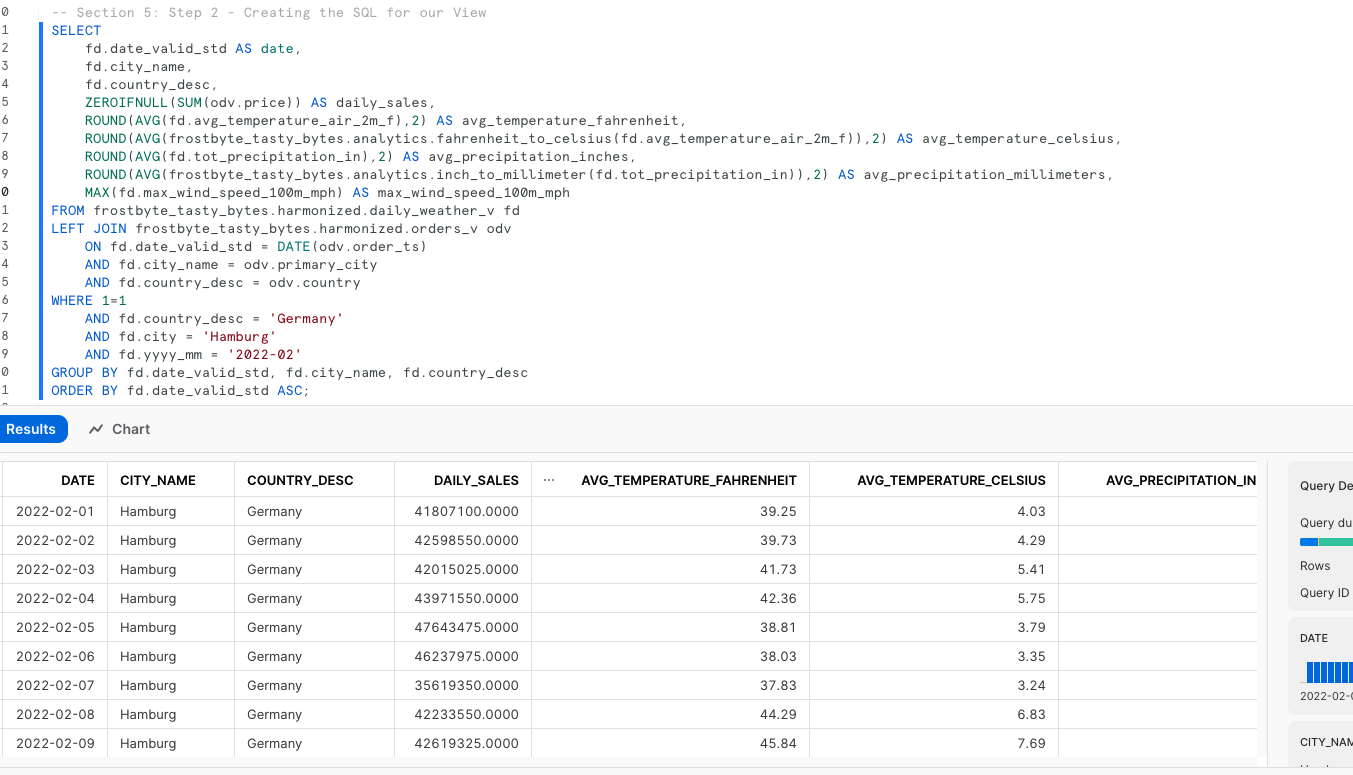 0 -- Section 5: Step 2 - Creating the SQL for our View
1 SELECT
2 fd.date_valid_std AS date,
3 fd.city_name,
4 fd.country_desc,
5 ZEROIFNULL(SUM(odv.price)) AS daily_sales,
6 ROUND(AVG(fd.avg_temperature_air_2m_f),2) AS avg_temperature_fahrenheit,
7 ROUND(AVG(frostbyte_tasty_bytes.analytics.fahrenheit_to_celsius(fd.avg_temperature_air_2m_f)),2) AS avg_temperature_celsius,
8 ROUND(AVG(fd.tot_precipitation_in),2) AS avg_precipitation_inches,
9 ROUND(AVG(frostbyte_tasty_bytes.analytics.inch_to_millimeter(fd.tot_precipitation_in)),2) AS avg_precipitation_millimeters,
0 MAX(fd.max_wind_speed_100m_mph) AS max_wind_speed_100m_mph
1 FROM frostbyte_tasty_bytes.harmonized.daily_weather_v fd
2 LEFT JOIN frostbyte_tasty_bytes.harmonized.orders_v odv
3 ON fd.date_valid_std = DATE(odv.order_ts)
4 AND fd.city_name = odv.primary_city
5 AND fd.country_desc = odv.country
6 WHERE 1=1
7 AND fd.country_desc = 'Germany'
8 AND fd.city = 'Hamburg'
9 AND fd.yyyy_mm = '2022-02'
0 GROUP BY fd.date_valid_std, fd.city_name, fd.country_desc
1 ORDER BY fd.date_valid_std ASC;
Results Chart
DATE CITY_NAME COUNTRY_DESC DAILY_SALES ... AVG_TEMPERATURE_FAHRENHEIT AVG_TEMPERATURE_CELSIUS AVG_PRECIPITATION_IN
2022-02-01 Hamburg Germany 41807100.0000 39.25 4.03
2022-02-02 Hamburg Germany 42598550.0000 39.73 4.29
2022-02-03 Hamburg Germany 42015025.0000 41.73 5.41
2022-02-04 Hamburg Germany 43971550.0000 42.36 5.75
2022-02-05 Hamburg Germany 47643475.0000 38.81 3.79
2022-02-06 Hamburg Germany 46237975.0000 38.03 3.35
2022-02-07 Hamburg Germany 35619350.0000 37.83 3.24
2022-02-08 Hamburg Germany 42233550.0000 44.29 6.83
2022-02-09 Hamburg Germany 42619325.0000 45.84 7.69
Query De
Query du
Rows
Query ID
DATE
2022-02-0
CITY_NAM